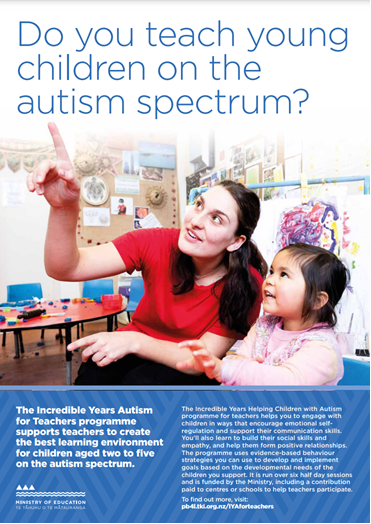 Do you teach young
children on the
autism spectrum?
The Incredible Years Autism
for Teachers programme
supports teachers to create
the best learning environment
for children aged two to five
on the autism spectrum.
MINISTRY OF EDUCATION
TE TĀHUHU O TE MĀTAURANGA
The Incredible Years Helping Children with Autism
programme for teachers helps you to engage with
children in ways that encourage emotional self-
regulation and support their communication skills.
You'll also learn to build their social skills and
empathy, and help them form positive relationships.
The programme uses evidence-based behaviour
strategies you can use to develop and implement
goals based on the developmental needs of the
children you support. It is run over six half day sessions
and is funded by the Ministry, including a contribution
paid to centres or schools to help teachers participate.
To find out more, visit:
pb4l.tki.org.nz/IYAforteachers